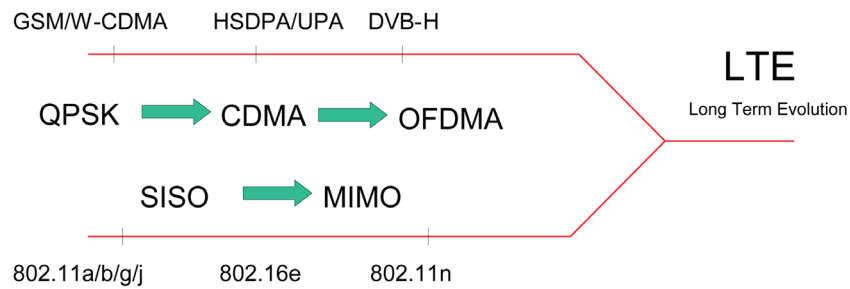 GSM/W-CDMA HSDPA/UPA DVB-H
LTE
Long Term Evolution
QPSK CDMA OFDMA
SISO MIMO
802.11a/b/g/j 802.16e 802.11n